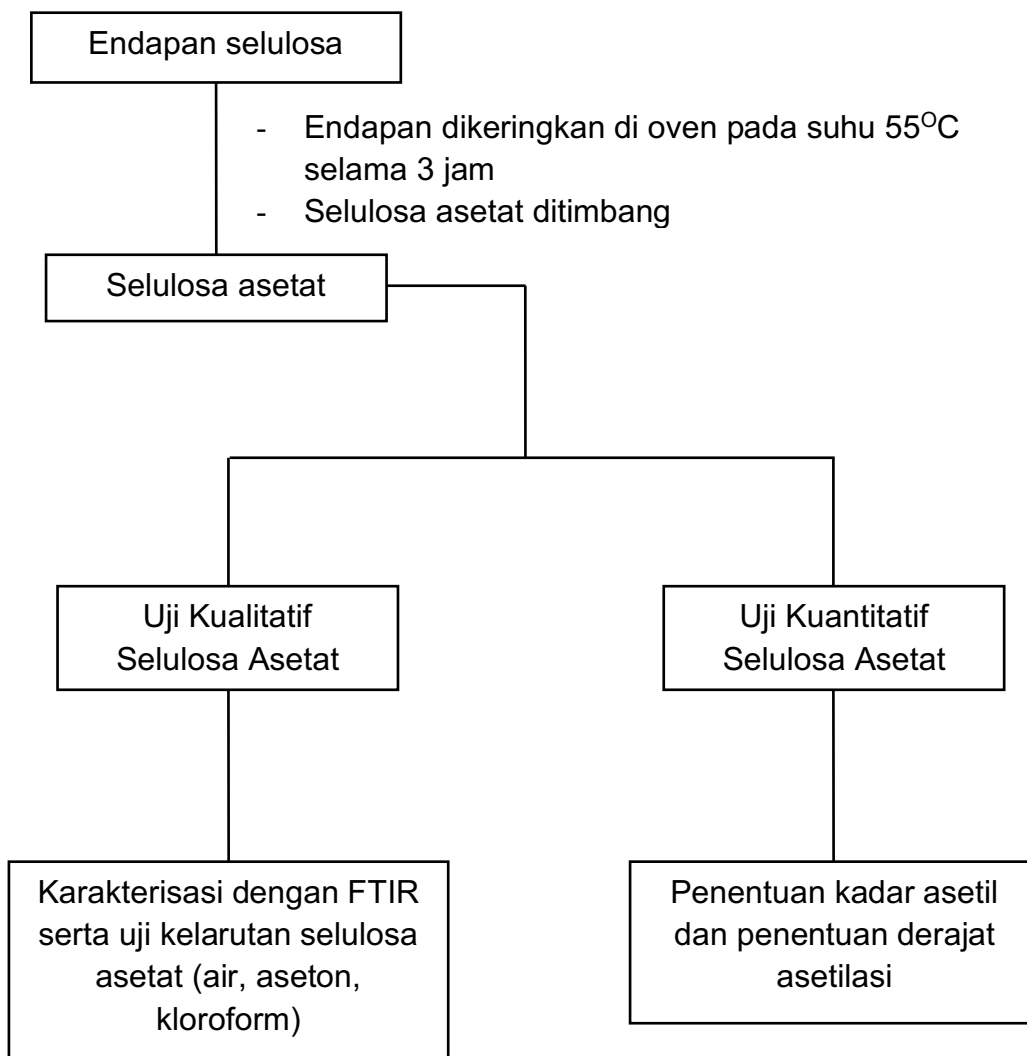 Endapan selulosa
- Endapan dikeringkan di oven pada suhu 55ᴼC
selama 3 jam
- Selulosa asetat ditimbang
Selulosa asetat
Uji Kualitatif
Selulosa Asetat
Uji Kuantitatif
Selulosa Asetat
Karakterisasi dengan FTIR
serta uji kelarutan selulosa
asetat (air, aseton,
kloroform)
Penentuan kadar asetil
dan penentuan derajat
asetilasi